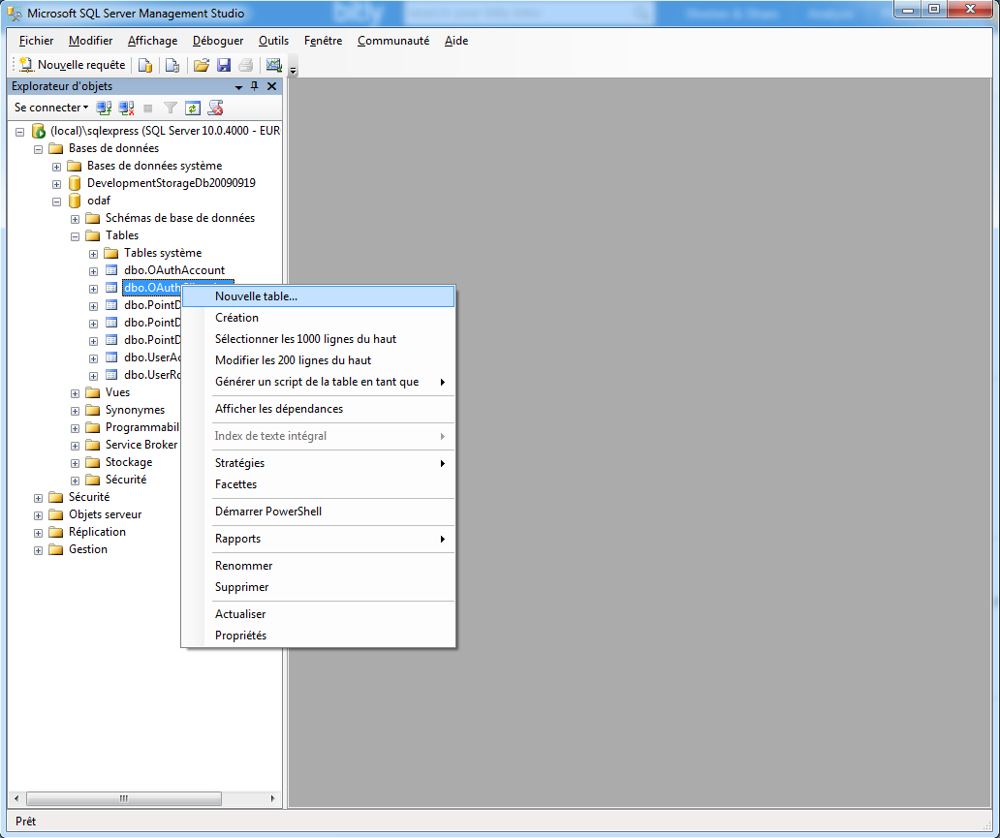 Microsoft SQL Server Management Studio
Fichier Modifier Affichage Déboguer Outils Fenêtre Communauté Aide
Nouvelle requête
Explorateur d'objets
Se connecter
(local)\sqlexpress (SQL Server 10.0.4000 - EUR
Bases de données
Bases de données système
DevelopmentStorageDb20090919
odaf
Schémas de base de données
Tables
Tables système
dbo.OAuthAccount
dbo.OAuth
dbo.PointD
dbo.PointD
dbo.PointD
dbo.UserAc
dbo.UserRo
Vues
Synonymes
Programmabil
Service Broker
Stockage
Sécurité
Sécurité
Objets serveur
Réplication
Gestion
Nouvelle table...
Création
Sélectionner les 1000 lignes du haut
Modifier les 200 lignes du haut
Générer un script de la table en tant que
Afficher les dépendances
Index de texte intégral
Stratégies
Facettes
Démarrer PowerShell
Rapports
Renommer
Supprimer
Actualiser
Propriétés
Prêt